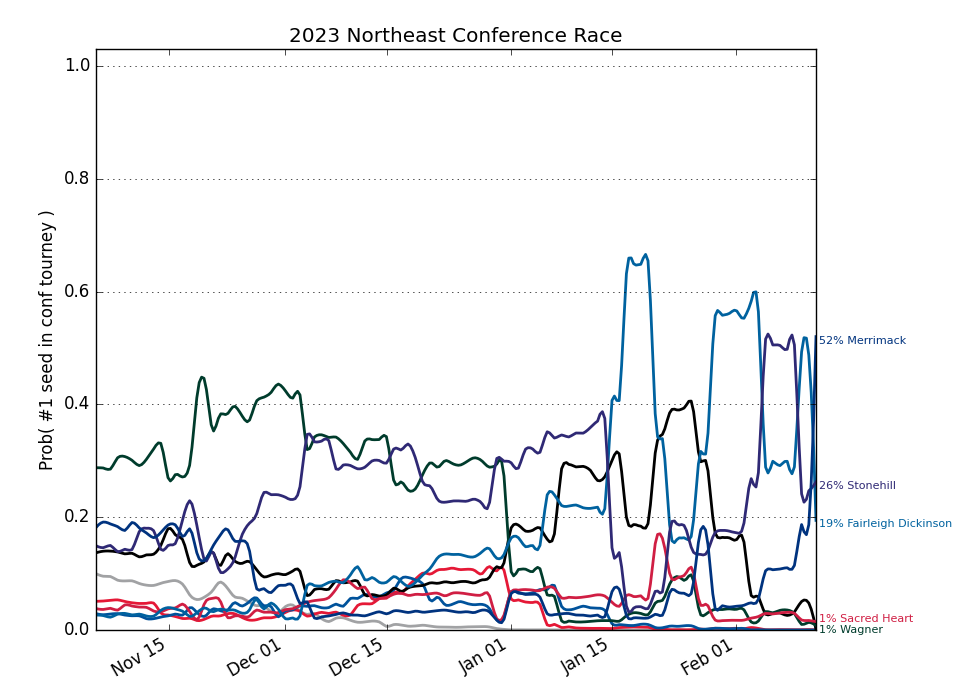 2023 Northeast Conference Race
Prob( #1 seed in conf tourney )
1.0
0.8
0.6
0.4
0.2
0.0
Nov 15
Dec 01
Dec 15
Jan 01
Jan 15
Feb 01
52% Merrimack
26% Stonehill
19% Fairleigh Dickinson
1% Sacred Heart
1% Wagner